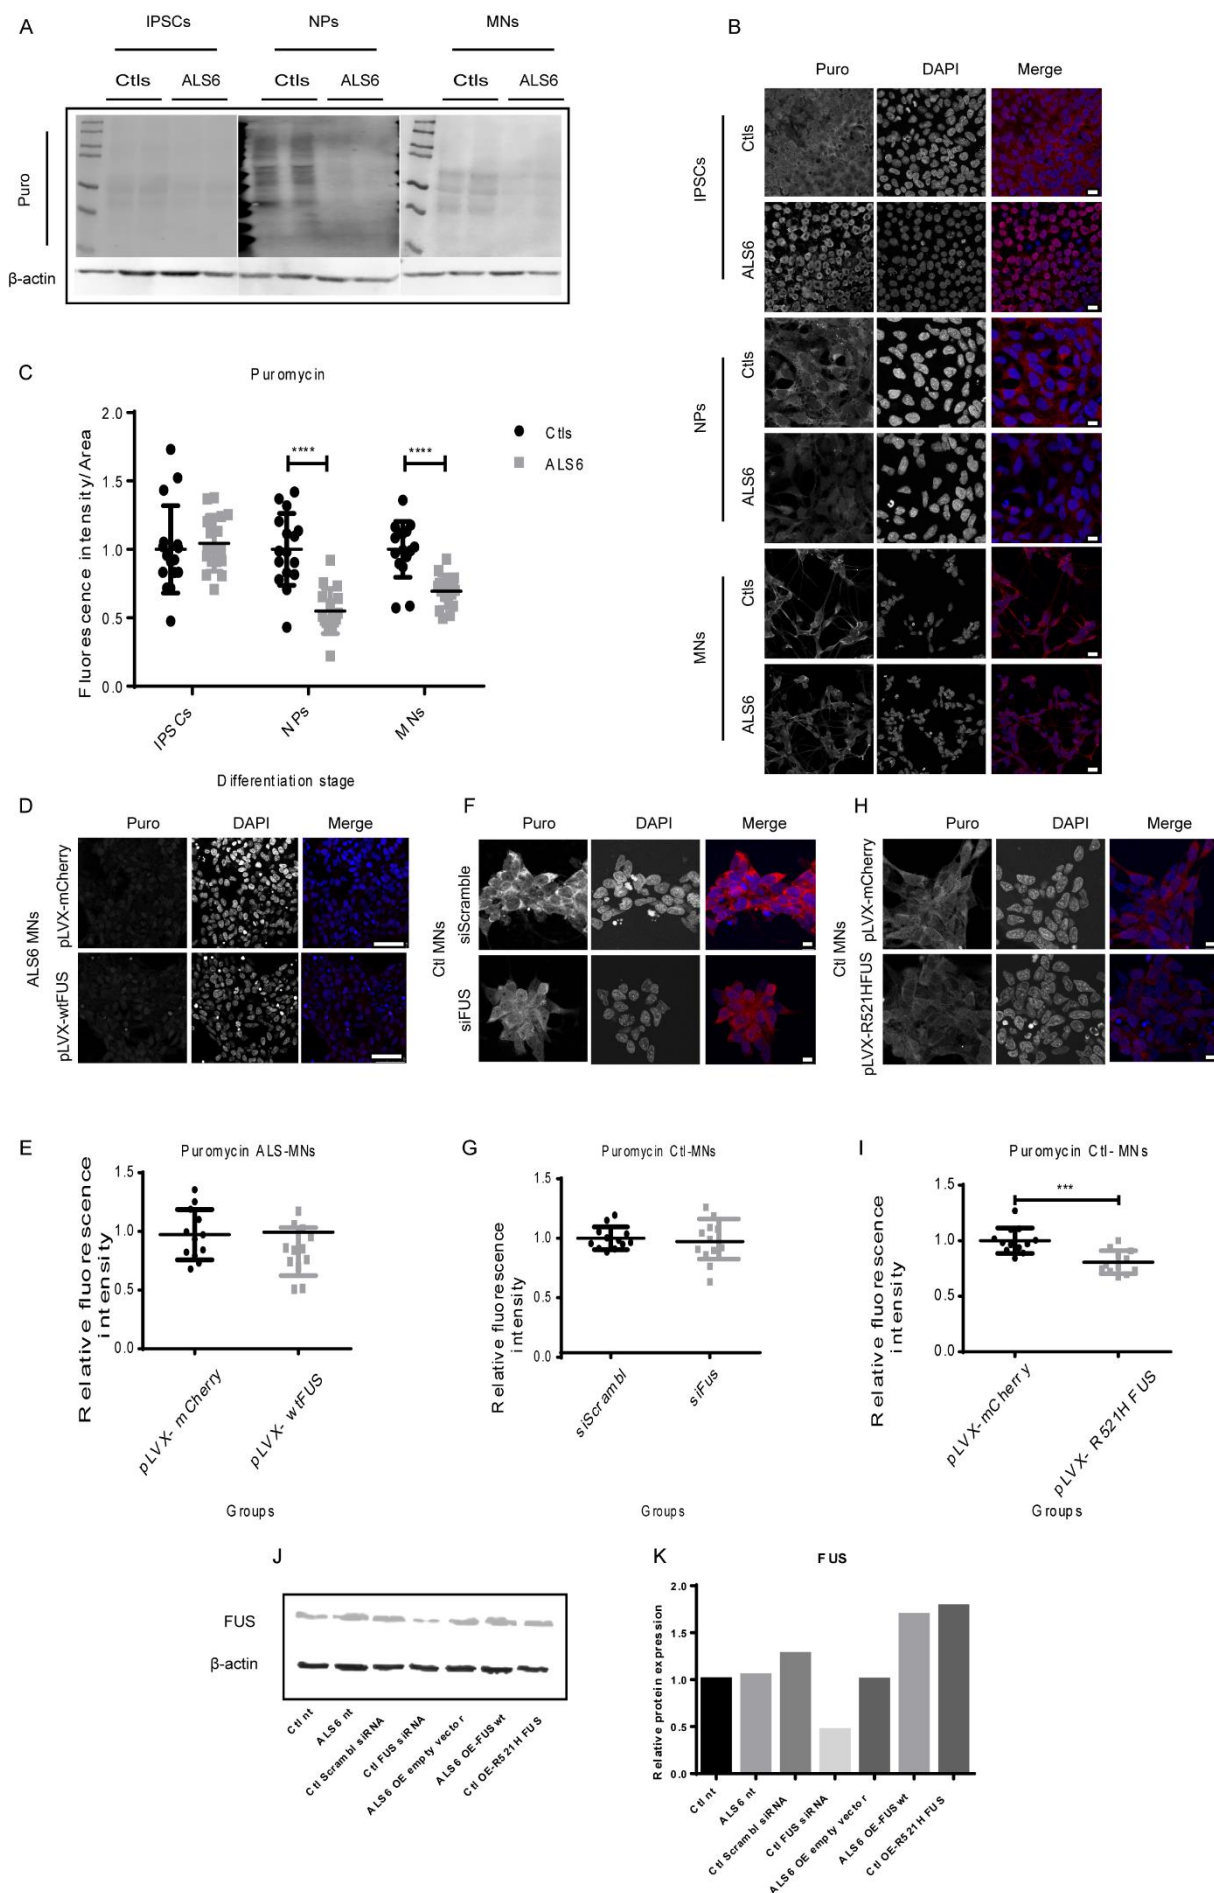 A
IPSCs
NPs
MNs
Ctls
ALS6
Ctls
ALS6
Ctls
ALS6
Puro
β-actin
B
Puro
DAPI
Merge
IPSCs
Ctls
ALS6
NPs
Ctls
ALS6
MNs
Ctls
ALS6
C
Puromycin
Fluorescence intensity/Area
2.0
1.5
1.0
0.5
0.0
****
****
Ctls
ALS6
IPSCs
NPs
MNs
Differentiation stage
D
Puro
DAPI
Merge
ALS6 MNs
pLVX-mCherry
pLVX-wtFUS
F
Puro
DAPI
Merge
Ctl MNs
siScramble
siFUS
H
Puro
DAPI
Merge
Ctl MNs
pLVX-mCherry
pLVX-R521HFUS
E
Puromycin ALS-MNs
Relative fluorescence
intensity
1.5
1.0
0.5
0.0
pLVX- mCherry
pLVX- wtFUS
Groups
G
Puromycin Ctl-MNs
Relative fluorescence
intensity
1.5
1.0
0.5
0.0
siScrambl
siFus
Groups
I
Puromycin Ctl- MNs
Relative fluorescence
intensity
1.5
1.0
0.5
0.0
***
pLVX- mCherry
pLVX- R521H FUS
Groups
J
FUS
β-actin
Ctl nt
ALS6 nt
Ctl Scrambl siRNA
Ctl FUS siRNA
ALS6 OE empty vector
ALS6 OE-FUSwt
Ctl OE-R521H FUS
K
FUS
Relative protein expression
2.0
1.5
1.0
0.5
0.0
Ctl nt
ALS6 nt
Ctl Scrambl siRNA
Ctl FUS siRNA
ALS6 OE empty vector
ALS6 OE-FUSwt
Ctl OE-R521H FUS